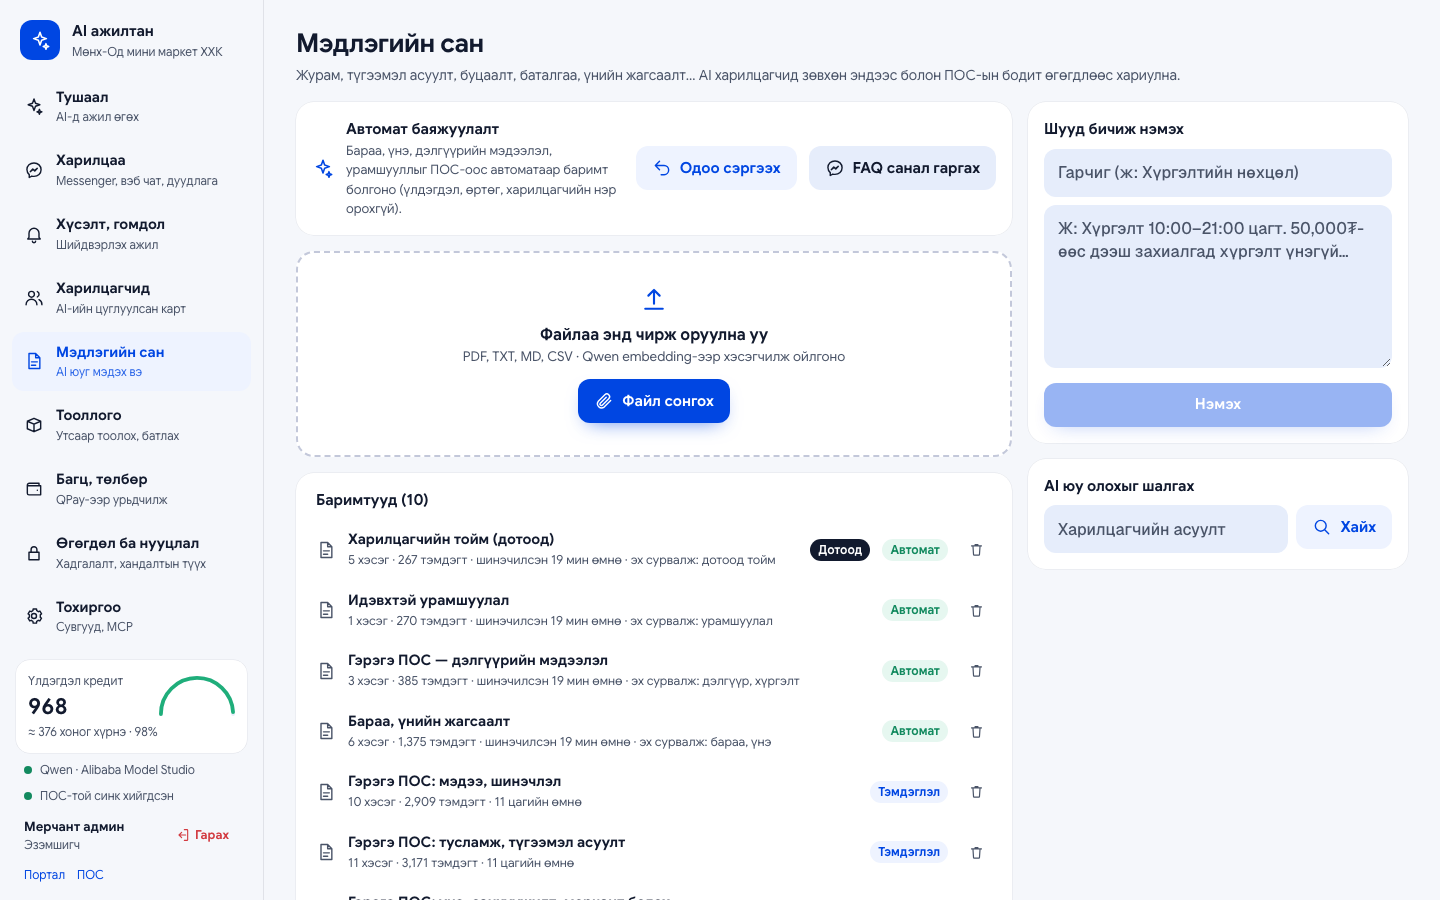 AI ажилтан
Мөнх-Од мини маркет ХХК
Тушаал
AI-д ажил өгөх
Харилцаа
Messenger, вэб чат, дуудлага
Хүсэлт, гомдол
Шийдвэрлэх ажил
Харилцагчид
AI-ийн цуглуулсан карт
Мэдлэгийн сан
AI юуг мэдэх вэ
Тооллого
Утсаар тоолох, батлах
Багц, төлбөр
QPay-ээр урьдчилж
Өгөгдөл ба нууцлал
Хадгалалт, хандалтын түүх
Тохиргоо
Сувгууд, MCP
Үлдэгдэл кредит
968
≈ 376 хоног хүрнэ · 98%
Qwen · Alibaba Model Studio
ПОС-той синк хийгдсэн
Мерчант админ
Эзэмшигч
Гарах
Портал ПОС
Мэдлэгийн сан
Журам, түгээмэл асуулт, буцаалт, баталгаа, үнийн жагсаалт... AI харилцагчид зөвхөн эндээс болон ПОС-ын бодит өгөгдлөөс хариулна.
Автомат баяжуулалт
Бараа, үнэ, дэлгүүрийн мэдээлэл,
урамшууллыг ПОС-оос автоматаар баримт
болгоно (үлдэгдэл, өртөг, харилцагчийн нэр
орохгүй).
Одоо сэргээх
FAQ санал гаргах
Файлаа энд чирж оруулна уу
PDF, TXT, MD, CSV · Qwen embedding-ээр хэсэгчилж ойлгоно
Файл сонгох
Баримтууд (10)
Харилцагчийн тойм (дотоод)
5 хэсэг · 267 тэмдэгт · шинэчилсэн 19 мин өмнө · эх сурвалж: дотоод тойм
Дотоод
Автомат
Идэвхтэй урамшуулал
1 хэсэг · 270 тэмдэгт · шинэчилсэн 19 мин өмнө · эх сурвалж: урамшуулал
Автомат
Гэрэгэ ПОС — дэлгүүрийн мэдээлэл
3 хэсэг · 385 тэмдэгт · шинэчилсэн 19 мин өмнө · эх сурвалж: дэлгүүр, хүргэлт
Автомат
Бараа, үнийн жагсаалт
6 хэсэг · 1,375 тэмдэгт · шинэчилсэн 19 мин өмнө · эх сурвалж: бараа, үнэ
Автомат
Гэрэгэ ПОС: мэдээ, шинэчлэл
10 хэсэг · 2,909 тэмдэгт · 11 цагийн өмнө
Тэмдэглэл
Гэрэгэ ПОС: тусламж, түгээмэл асуулт
11 хэсэг · 3,171 тэмдэгт · 11 цагийн өмнө
Тэмдэглэл
Шууд бичиж нэмэх
Гарчиг (ж: Хүргэлтийн нөхцөл)
Ж: Хүргэлт 10:00–21:00 цагт. 50,000₮-
өөс дээш захиалгад хүргэлт үнэгүй...
Нэмэх
AI юу олохыг шалгах
Харилцагчийн асуулт
Хайх